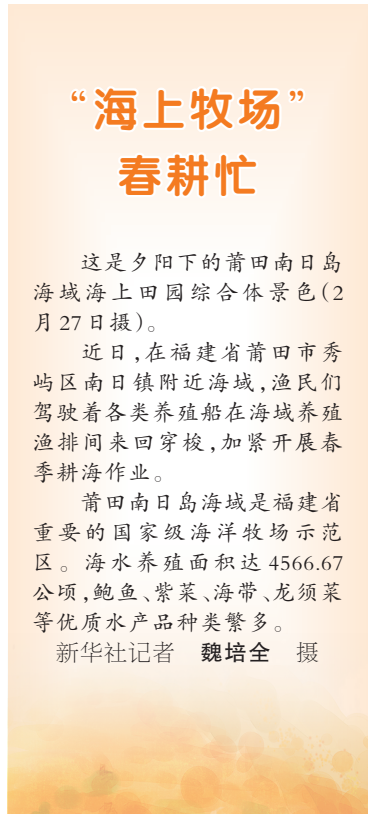 “海上牧场”
春耕忙
这是夕阳下的莆田南日岛
海域海上田园综合体景色(2
月27日摄)。
近日,在福建省莆田市秀
屿区南日镇附近海域,渔民们
驾驶着各类养殖船在海域养殖
渔排间来回穿梭,加紧开展春
季耕海作业。
莆田南日岛海域是福建省
重要的国家级海洋牧场示范
区。海水养殖面积达4566.67
公顷,鲍鱼、紫菜、海带、龙须菜
等优质水产品种类繁多。
新华社记者 魏培全 摄